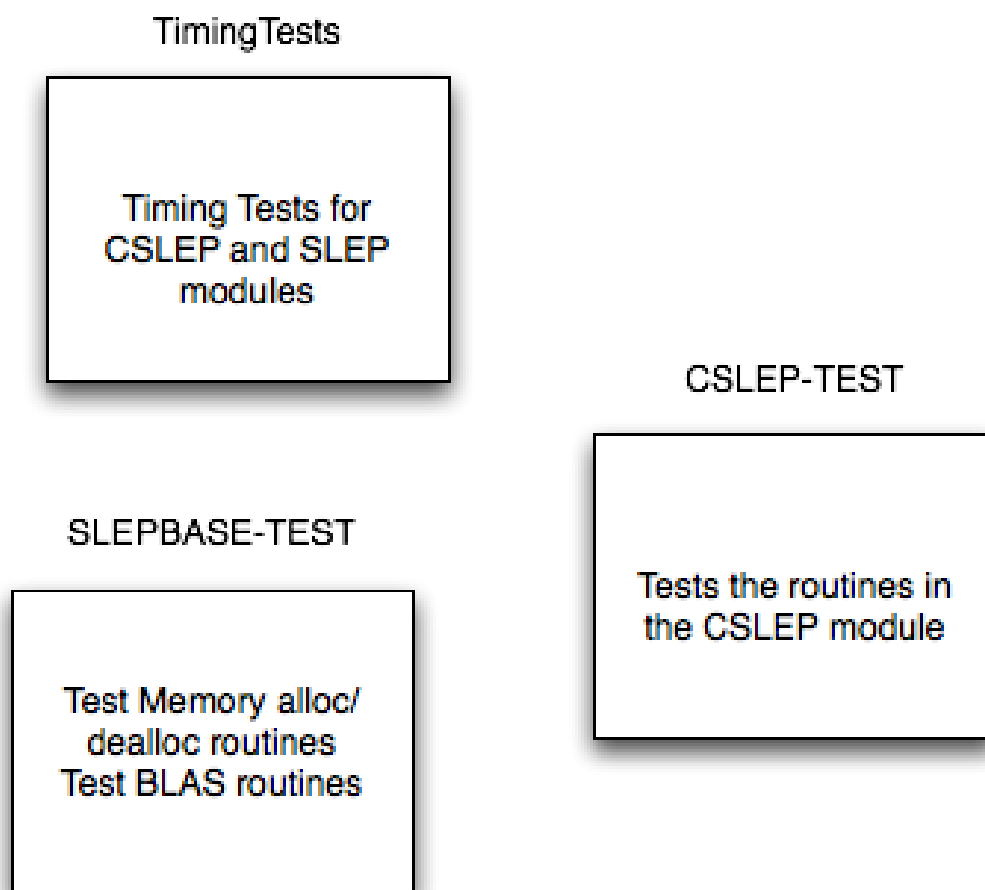 TimingTests
Timing Tests for
CSLEP and SLEP
modules
CSLEP-TEST
Tests the routines in
the CSLEP module
SLEPBASE-TEST
Test Memory alloc/
dealloc routines
Test BLAS routines